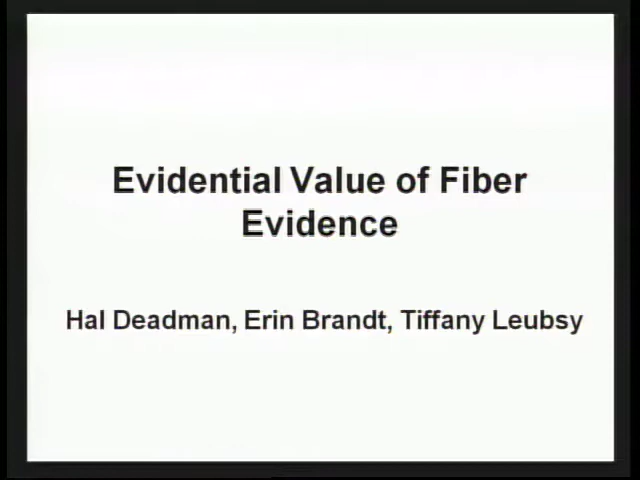 Evidential Value of Fiber
Evidence
Hal Deadman, Erin Brandt, Tiffany Leubsy